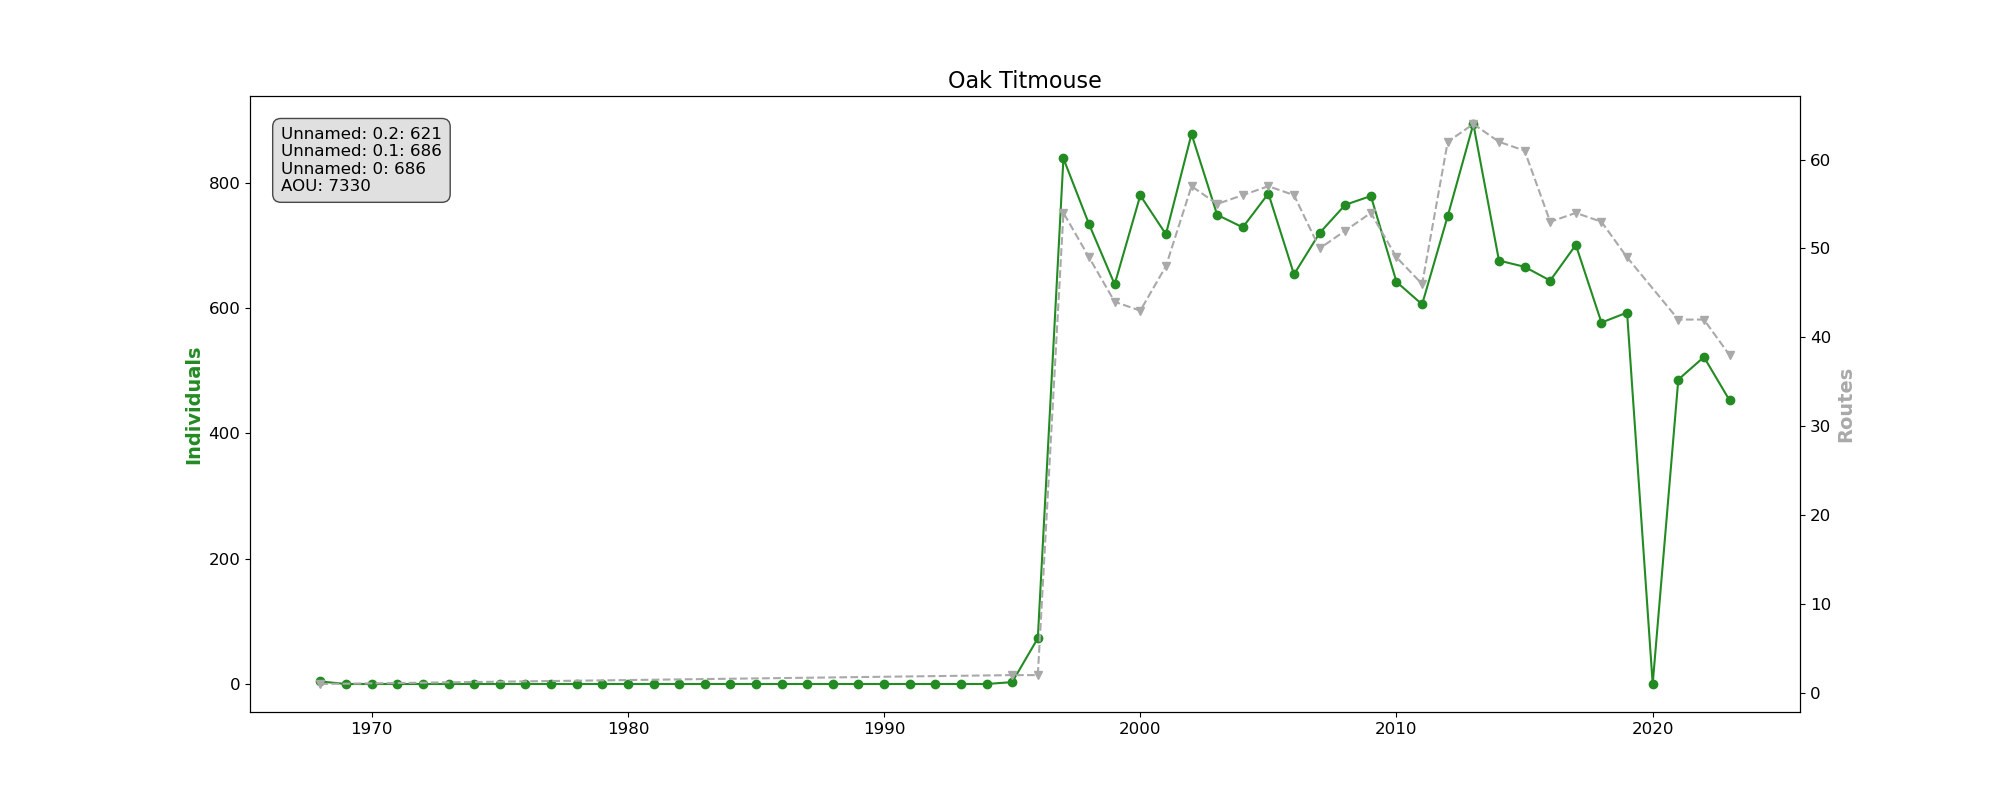 Oak Titmouse
Unnamed: 0.2: 621
Unnamed: 0.1: 686
Unnamed: 0: 686
AOU: 7330
800
600
400
200
0
Individuals
60
50
40
30
20
10
0
Routes
1970
1980
1990
2000
2010
2020